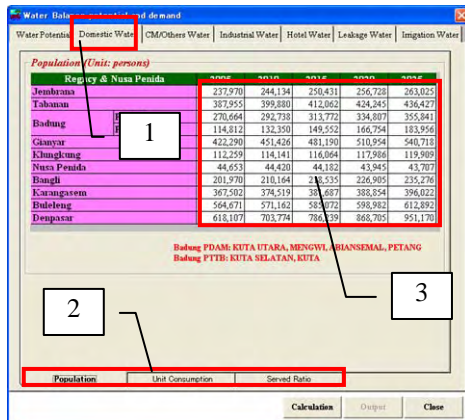 Water Balance potential and demand
Water Potential Domestic Water CM/Others Water Industrial Water Hotel Water Leakage Water Irrigation Water
Population (Unit: persons)
Regency & Nusa Penida 2005 2010 2015 2020 2025
Jembrana 237,970 244,134 250,431 256,728 263,025
Tabanan 387,955 399,880 412,062 424,245 436,427
Badung 270,664 292,738 313,772 334,807 355,841
114,812 132,350 149,552 166,754 183,956
Gianyar 422,290 451,426 481,190 510,954 540,718
Klungkung 112,259 114,141 116,064 117,986 119,909
Nusa Penida 44,653 44,420 44,182 43,945 43,707
Bangli 201,970 210,164 218,535 226,905 235,276
Karangasem 367,502 374,519 381,687 388,854 396,022
Buleleng 564,671 571,162 585,072 598,982 612,892
Denpasar 618,107 703,774 786,239 868,705 951,170
1
Badung PDAM: KUTA UTARA, MENGWI, ABIANSEMAL, PETANG
Badung PTTB: KUTA SELATAN, KUTA
2
3
Population Unit Consumption Served Ratio
Calculation Output Close